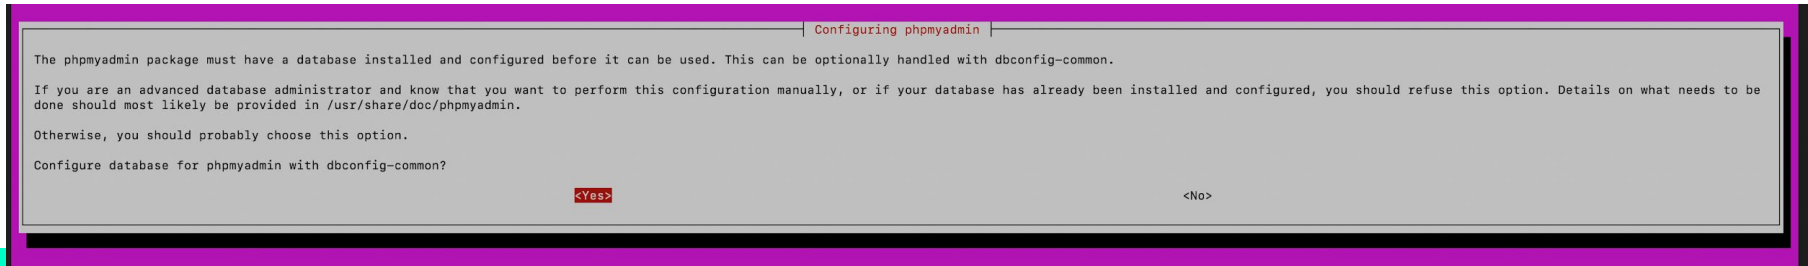 Configuring phpmyadmin
The phpmyadmin package must have a database installed and configured before it can be used. This can be optionally handled with dbconfig-common.
If you are an advanced database administrator and know that you want to perform this configuration manually, or if your database has already been installed and configured, you should refuse this option. Details on what needs to be
done should most likely be provided in /usr/share/doc/phpmyadmin.
Otherwise, you should probably choose this option.
Configure database for phpmyadmin with dbconfig-common?
<Yes> <No>